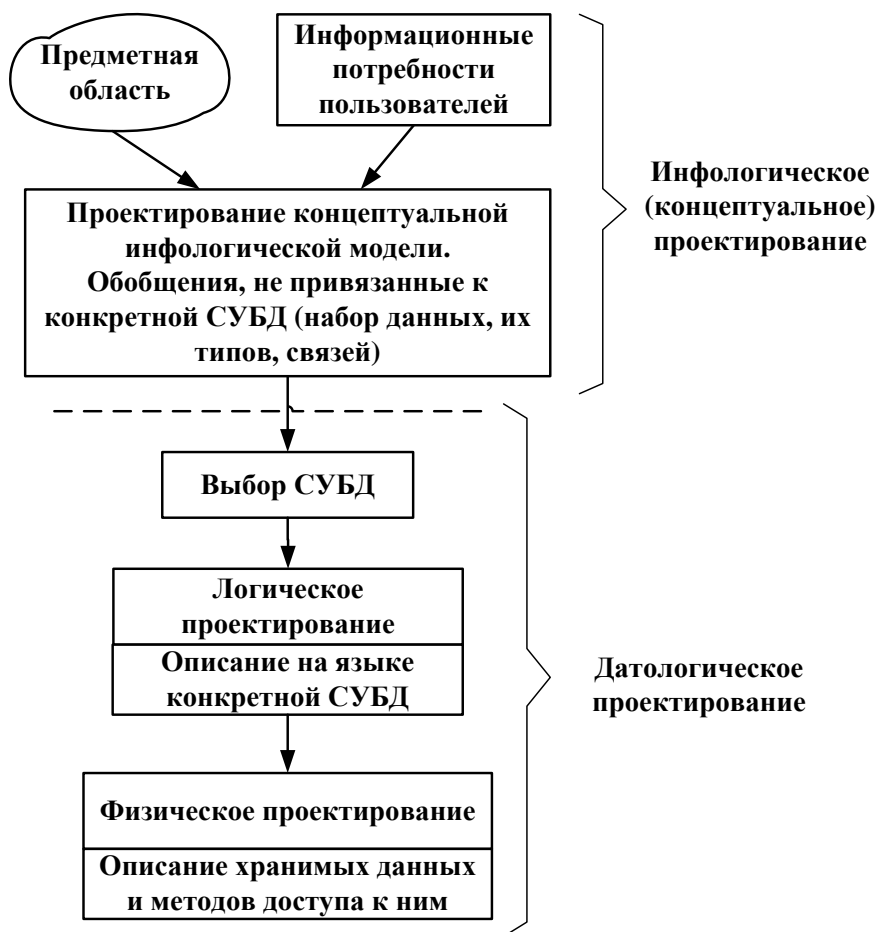 Предметная
область
Информационные
потребности
пользователей
Проектирование концептуальной
инфологической модели.
Обобщения, не привязанные к
конкретной СУБД (набор данных, их
типов, связей)
Инфологическое
(концептуальное)
проектирование
Выбор СУБД
Логическое
проектирование
Описание на языке
конкретной СУБД
Датологическое
проектирование
Физическое проектирование
Описание хранимых данных
и методов доступа к ним